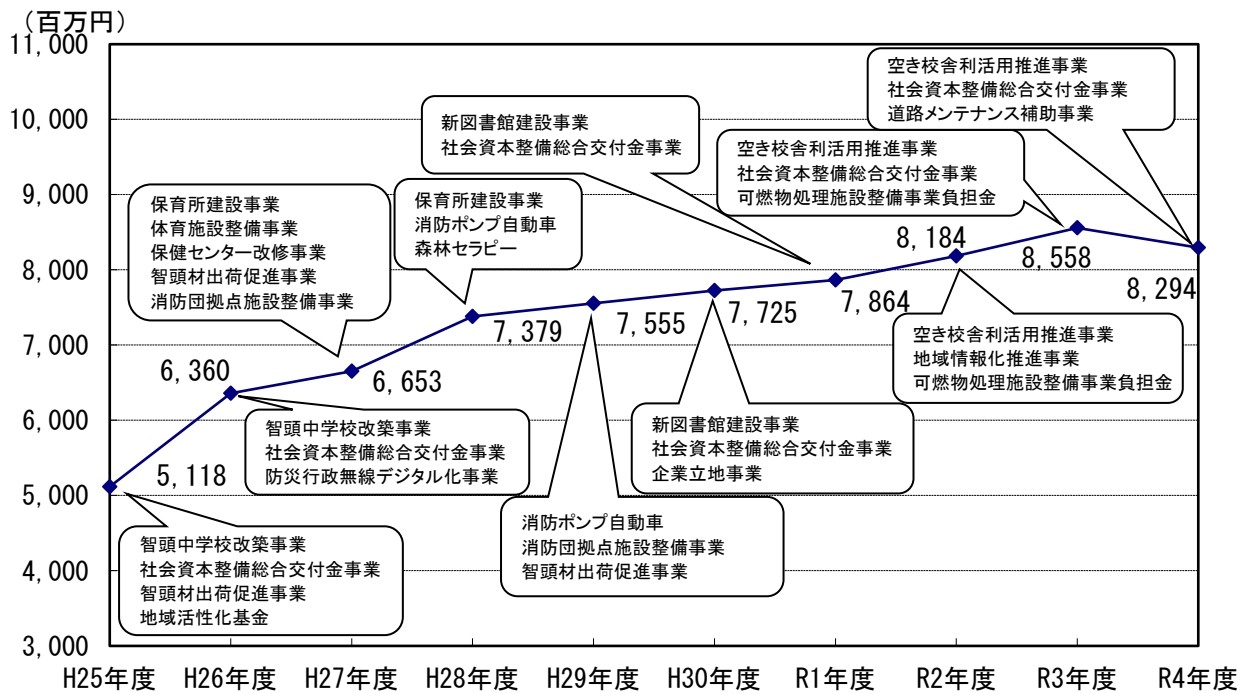 （百万円）
11,000
10,000
9,000
8,000
7,000
6,000
5,000
4,000
3,000
空き校舎利活用推進事業
社会資本整備総合交付金事業
道路メンテナンス補助事業
新図書館建設事業
社会資本整備総合交付金事業
空き校舎利活用推進事業
社会資本整備総合交付金事業
可燃物処理施設整備事業負担金
保育所建設事業
体育施設整備事業
保健センター改修事業
智頭材出荷促進事業
消防団拠点施設整備事業
保育所建設事業
消防ポンプ自動車
森林セラピー
5,118
6,360
6,653
7,379
7,555
7,725
7,864
8,184
8,558
8,294
智頭中学校改築事業
社会資本整備総合交付金事業
智頭材出荷促進事業
地域活性化基金
智頭中学校改築事業
社会資本整備総合交付金事業
防災行政無線デジタル化事業
消防ポンプ自動車
消防団拠点施設整備事業
智頭材出荷促進事業
新図書館建設事業
社会資本整備総合交付金事業
企業立地事業
空き校舎利活用推進事業
地域情報化推進事業
可燃物処理施設整備事業負担金
H25年度 H26年度 H27年度 H28年度 H29年度 H30年度 R1年度 R2年度 R3年度 R4年度